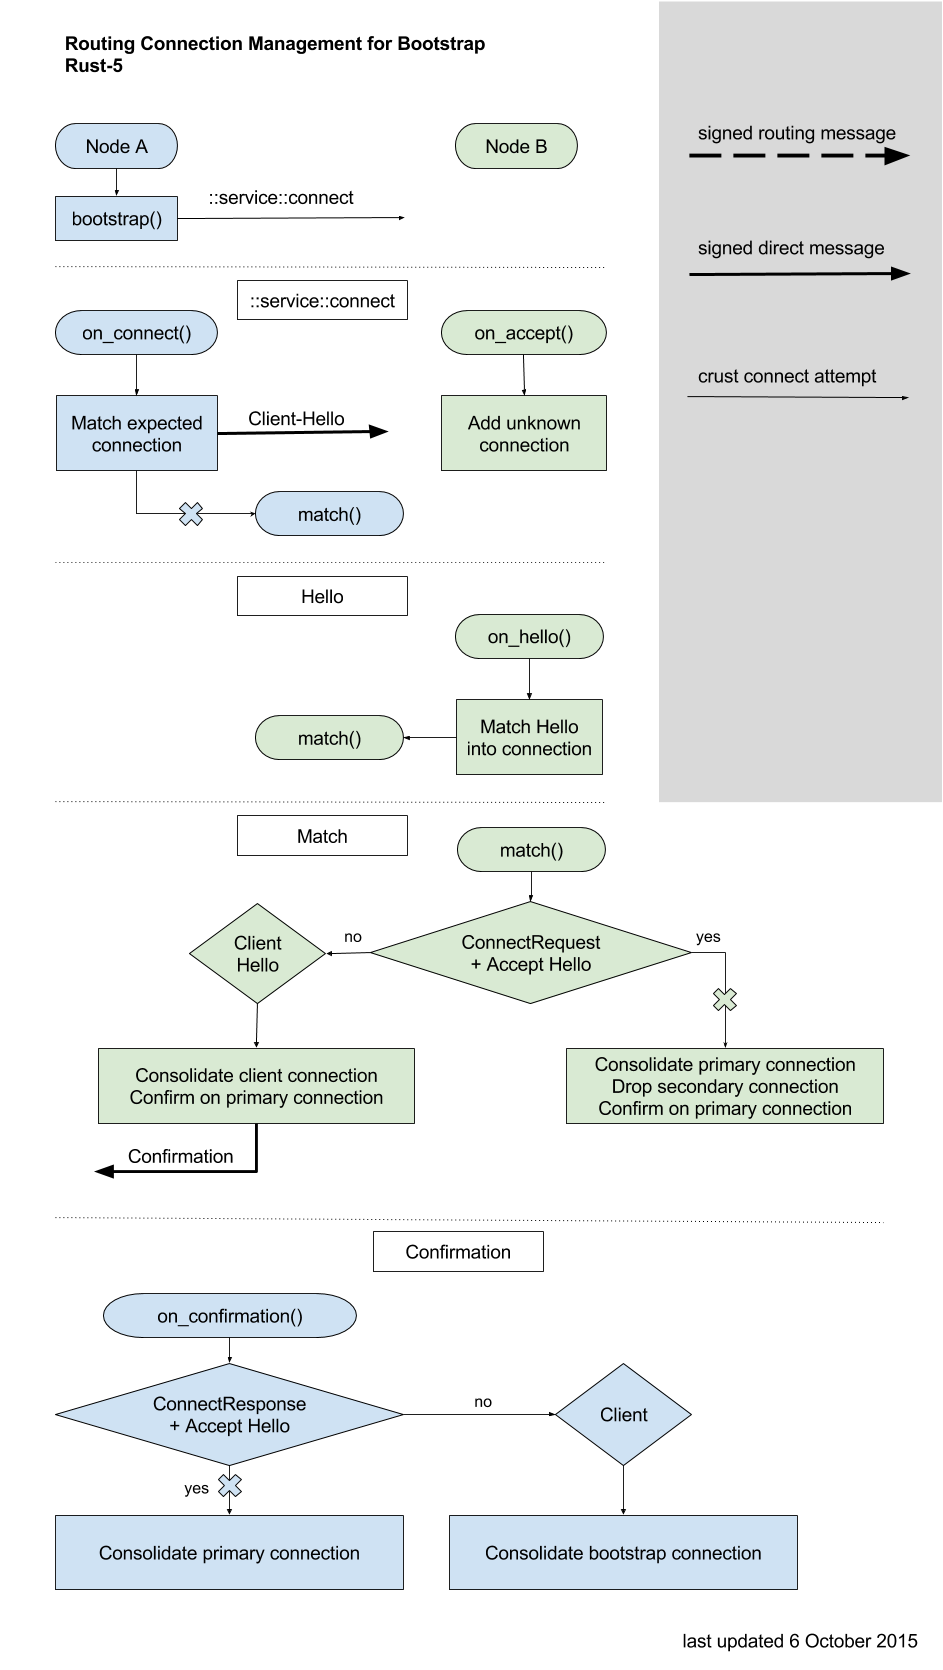 Routing Connection Management for Bootstrap
Rust-5
Node A
Node B
signed routing message
bootstrap()
::service::connect
signed direct message
::service::connect
on_connect()
on_accept()
crust connect attempt
Match expected
connection
Client-Hello
Add unknown
connection
match()
Hello
on_hello()
match()
Match Hello
into connection
Match
match()
Client
Hello
no
ConnectRequest
+ Accept Hello
yes
Consolidate client connection
Confirm on primary connection
Consolidate primary connection
Drop secondary connection
Confirm on primary connection
Confirmation
Confirmation
on_confirmation()
ConnectResponse
+ Accept Hello
no
Client
yes
Consolidate primary connection
Consolidate bootstrap connection
last updated 6 October 2015